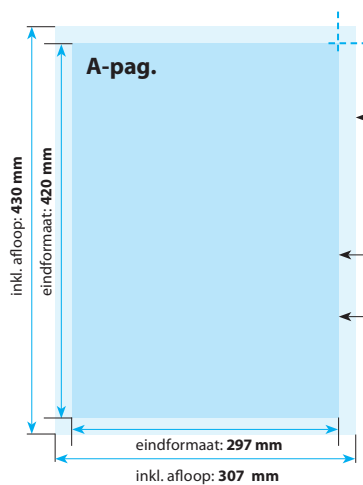 A-pag.
inkl. afloop: 430 mm
eindformaat: 420 mm
eindformaat: 297 mm
inkl. afloop: 307 mm